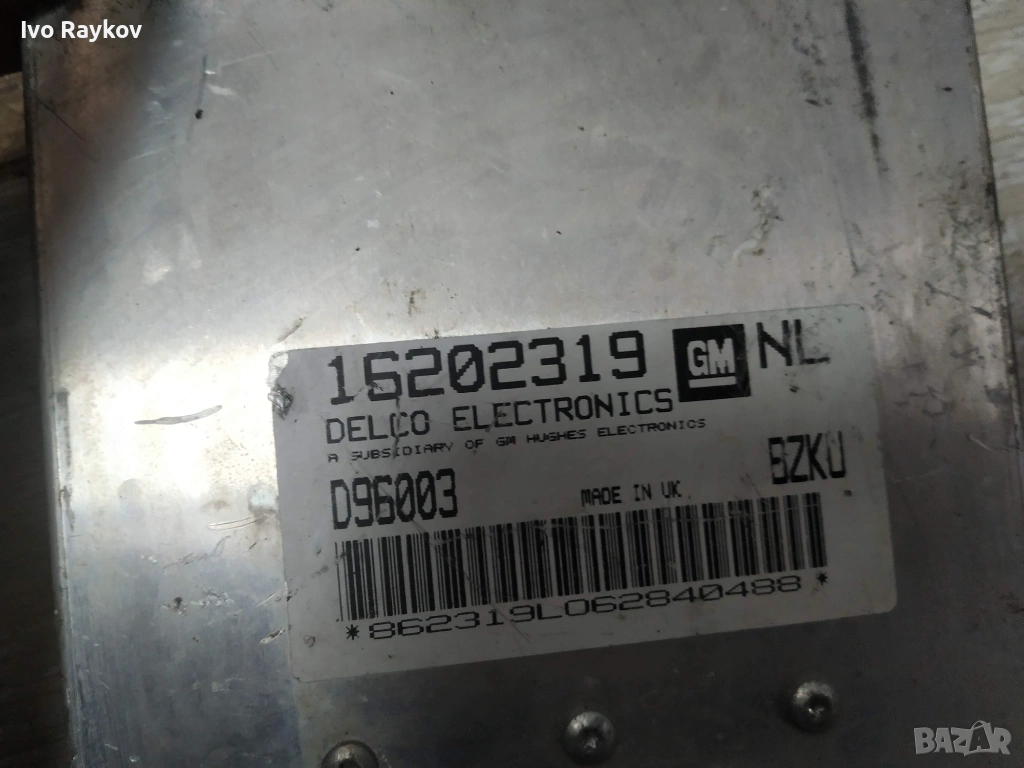 Ivo Raykov
16202319 GM NL
DELCO ELECTRONICS
A SUBSIDIARY OF GM HUGHES ELECTRONICS
D96003 MADE IN UK BZKU
*862319L062840488*
BAZAR